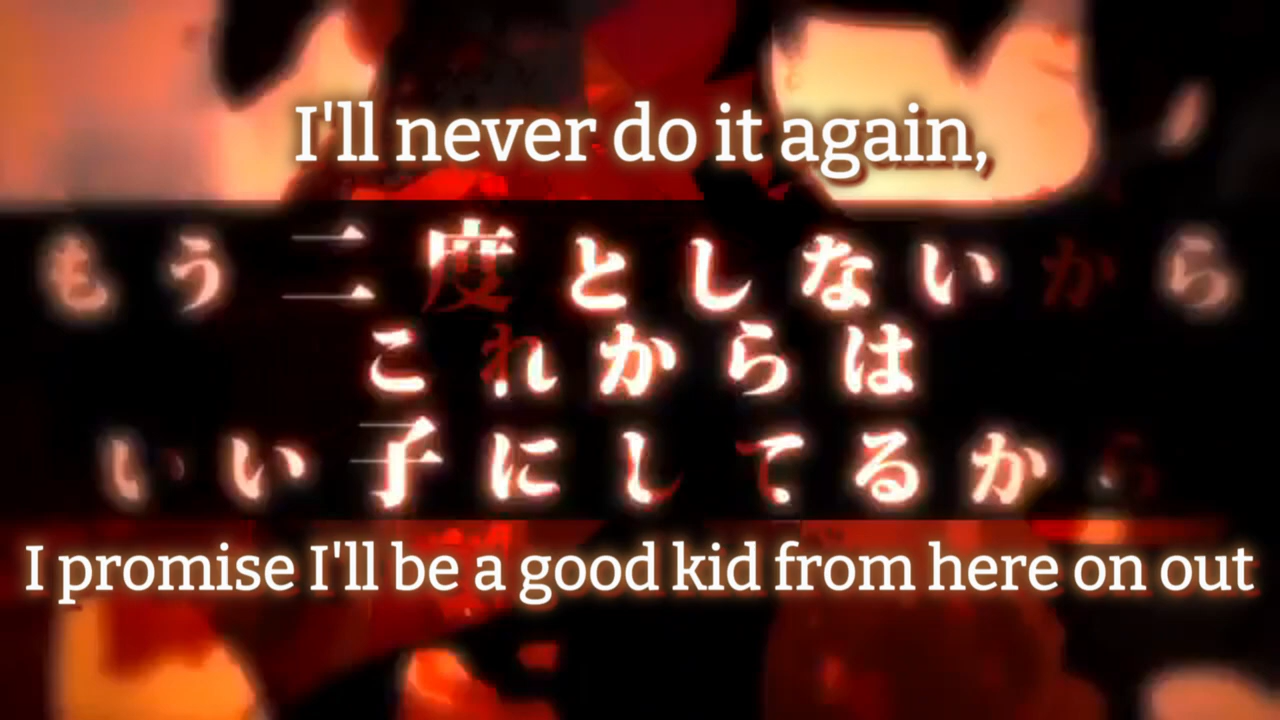 I'll never do it again,
もう二度としないから
これからは
いい子にしてるから
I promise I'll be a good kid from here on out